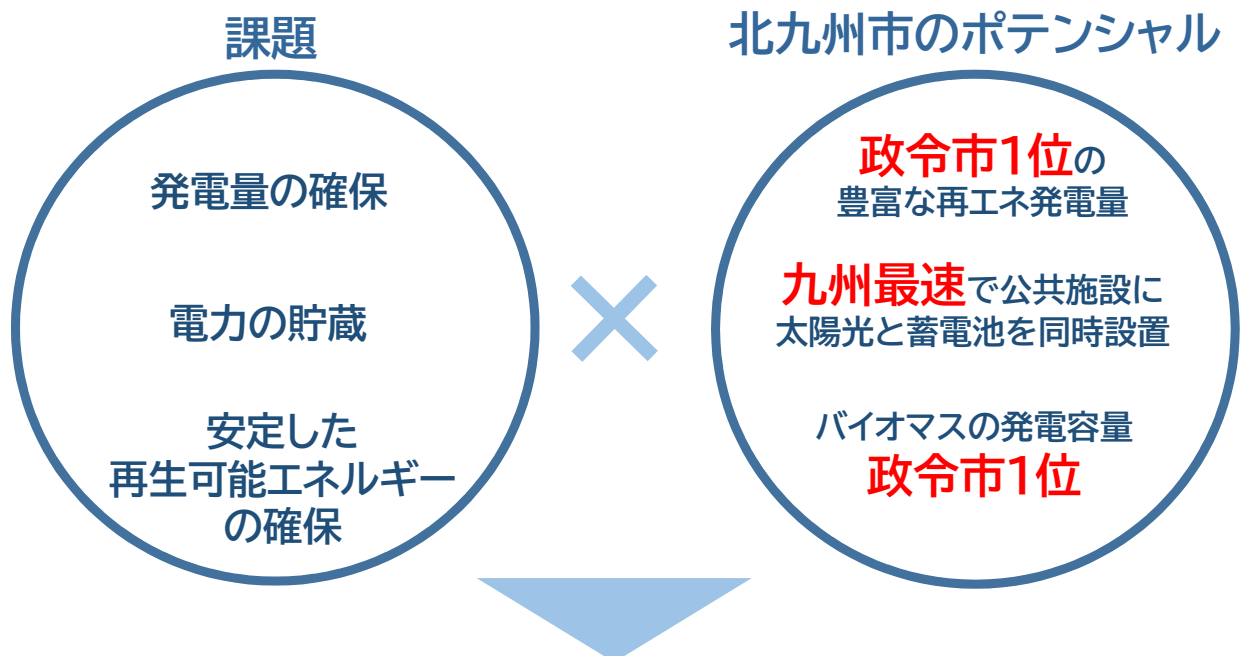 課題
発電量の確保
電力の貯蔵
安定した
再生可能エネルギー
の確保
×
北九州市のポテンシャル
政令市1位の
豊富な再エネ発電量
九州最速で公共施設に
太陽光と蓄電池を同時設置
バイオマスの発電容量
政令市1位